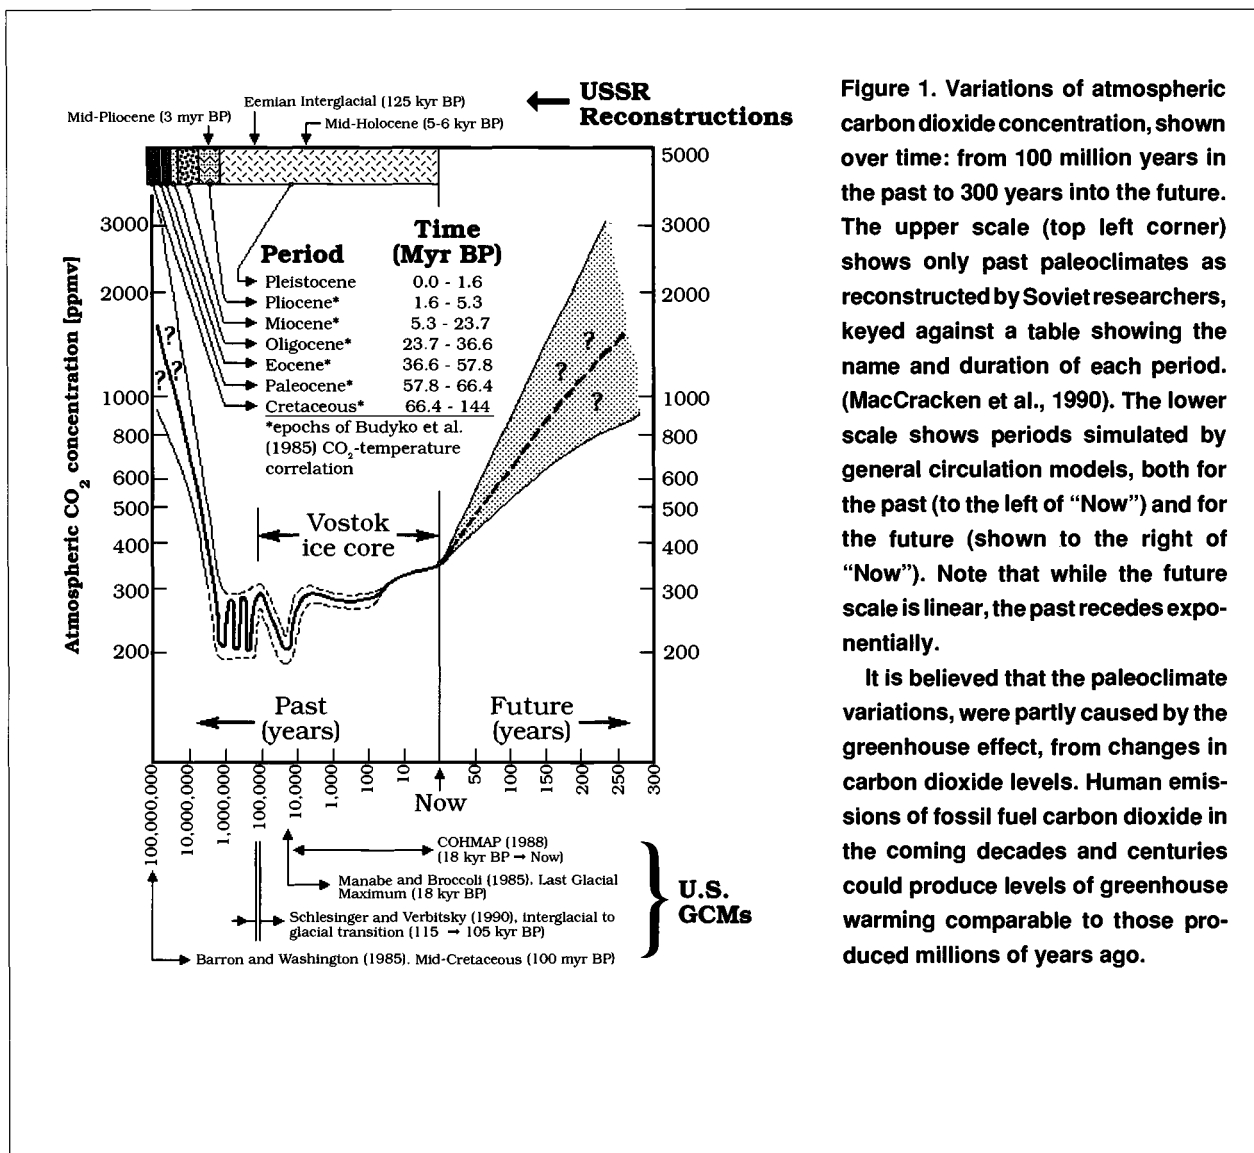 USSR
Reconstructions
Eemian Interglacial (125 kyr BP)
Mid-Pliocene (3 myr BP)
Mid-Holocene (5-6 kyr BP)
Atmospheric CO₂ concentration [ppmv]
3000
2000
1000
800
600
500
400
300
200
5000
3000
2000
1000
800
600
500
400
300
200
Period
Time
(Myr BP)
Pleistocene 0.0 - 1.6
Pliocene* 1.6 - 5.3
Miocene* 5.3 - 23.7
Oligocene* 23.7 - 36.6
Eocene* 36.6 - 57.8
Paleocene* 57.8 - 66.4
Cretaceous* 66.4 - 144
*epochs of Budyko et al.
(1985) CO₂-temperature
correlation
?
?
?
?
?
?
Vostok
ice core
Past
(years)
Future
(years)
100,000,000
10,000,000
1,000,000
100,000
10,000
1,000
100
10
Now
50
100
150
200
250
300
COHMAP (1988)
(18 kyr BP → Now)
Manabe and Broccoli (1985), Last Glacial
Maximum (18 kyr BP)
Schlesinger and Verbitsky (1990), interglacial to
glacial transition (115 → 105 kyr BP)
Barron and Washington (1985). Mid-Cretaceous (100 myr BP)
U.S.
GCMs
Figure 1. Variations of atmospheric
carbon dioxide concentration, shown
over time: from 100 million years in
the past to 300 years into the future.
The upper scale (top left corner)
shows only past paleoclimates as
reconstructed by Soviet researchers,
keyed against a table showing the
name and duration of each period.
(MacCracken et al., 1990). The lower
scale shows periods simulated by
general circulation models, both for
the past (to the left of “Now”) and for
the future (shown to the right of
“Now”). Note that while the future
scale is linear, the past recedes expo-
nentially.
It is believed that the paleoclimate
variations, were partly caused by the
greenhouse effect, from changes in
carbon dioxide levels. Human emis-
sions of fossil fuel carbon dioxide in
the coming decades and centuries
could produce levels of greenhouse
warming comparable to those pro-
duced millions of years ago.